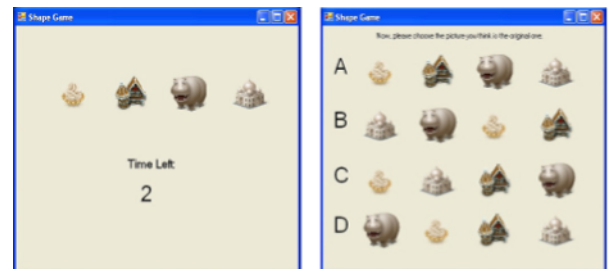 Shape Game
Time Left:
2
Shape Game
Now, please choose the picture you think is the original one.
A
B
C
D